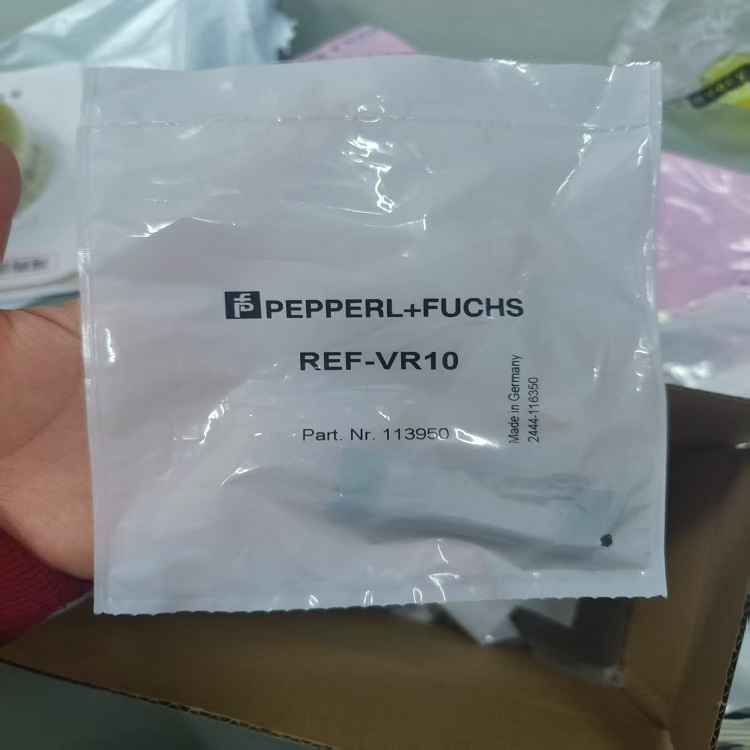 PEPPERL+FUCHS
REF-VR10
Part. Nr. 113950
Made in Germany
2444-116350